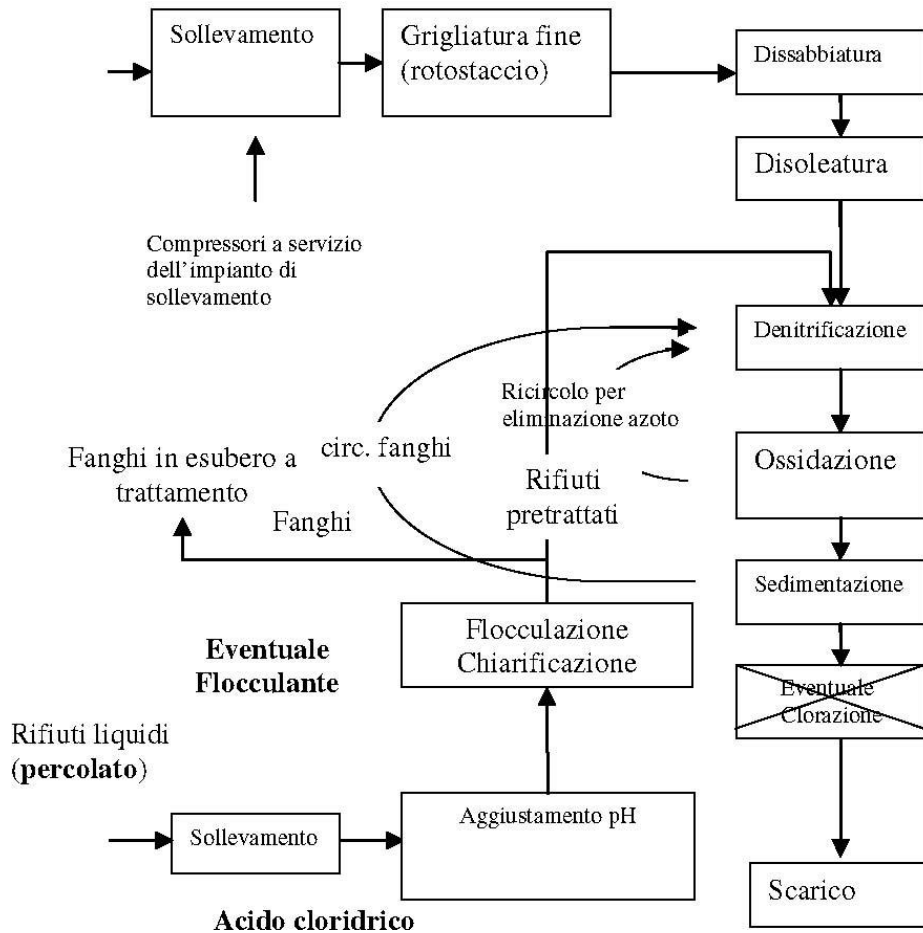 Sollevamento
Grigliatura fine
(rotostaccio)
Dissabbiatura
Disoleatura
Compressori a servizio
dell'impianto di
sollevamento
Denitrificazione
Ricircolo per
eliminazione azoto
circ. fanghi
Fanghi in esubero a
trattamento
Ossidazione
Rifiuti
pretrattati
Fanghi
Sedimentazione
Flocculazione
Chiarificazione
Eventuale
Flocculante
Eventuale
Clorazione
Rifiuti liquidi
(percolato)
Sollevamento
Aggiustamento pH
Scarico
Acido cloridrico